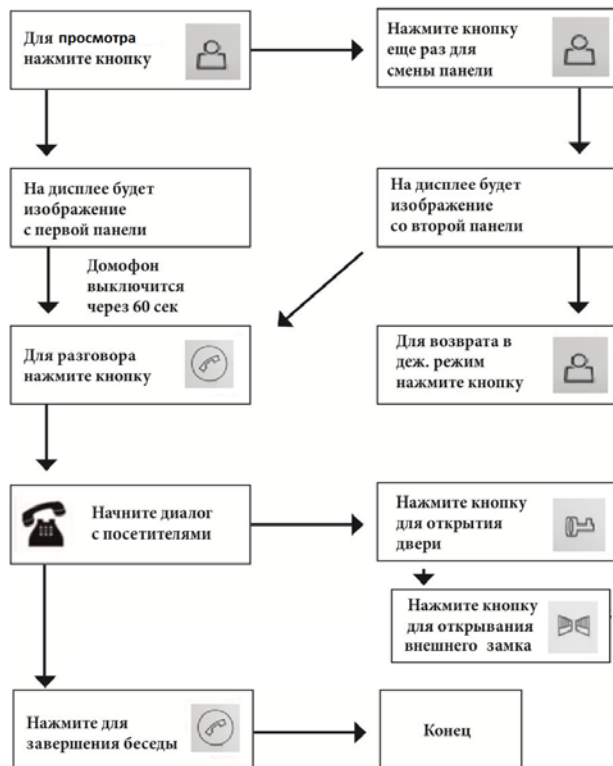 Для просмотра
нажмите кнопку
Нажмите кнопку
еще раз для
смены панели
На дисплее будет
изображение
с первой панели
На дисплее будет
изображение
со второй панели
Домофон
выключится
через 60 сек
Для разговора
нажмите кнопку
Для возврата в
деж. режим
нажмите кнопку
Начните диалог
с посетителями
Нажмите кнопку
для открытия
двери
Нажмите кнопку
для открывания
внешнего замка
Нажмите для
завершения беседы
Конец